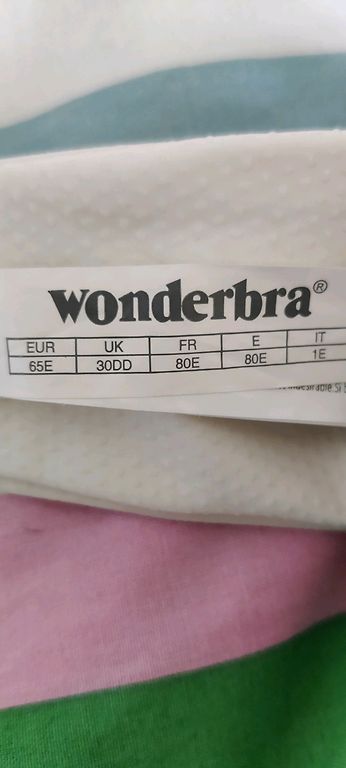 Wonderbra®
EUR UK FR E IT
65E 30DD 80E 80E 1E